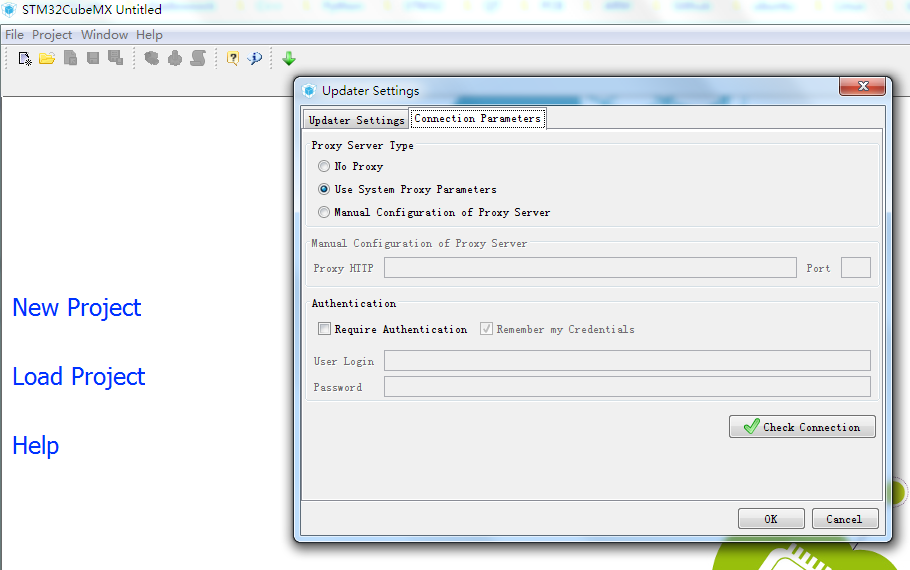 STM32CubeMX Untitled
File Project Window Help
Updater Settings
Updater Settings Connection Parameters
Proxy Server Type
No Proxy
Use System Proxy Parameters
Manual Configuration of Proxy Server
Manual Configuration of Proxy Server
Proxy HTTP Port
Authentication
Require Authentication Remember my Credentials
User Login
Password
Check Connection
OK Cancel
New Project
Load Project
Help